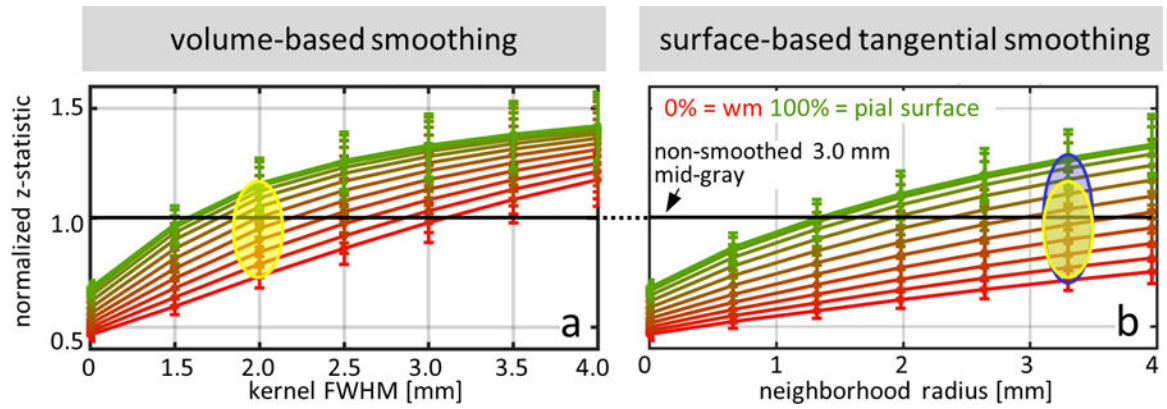 volume-based smoothing
surface-based tangential smoothing
normalized z-statistic
1.5
1.0
0.5
a
0 1.5 2.0 2.5 3.0 3.5 4.0
kernel FWHM [mm]
0% = wm 100% = pial surface
non-smoothed 3.0 mm
mid-gray
b
0 1 2 3 4
neighborhood radius [mm]